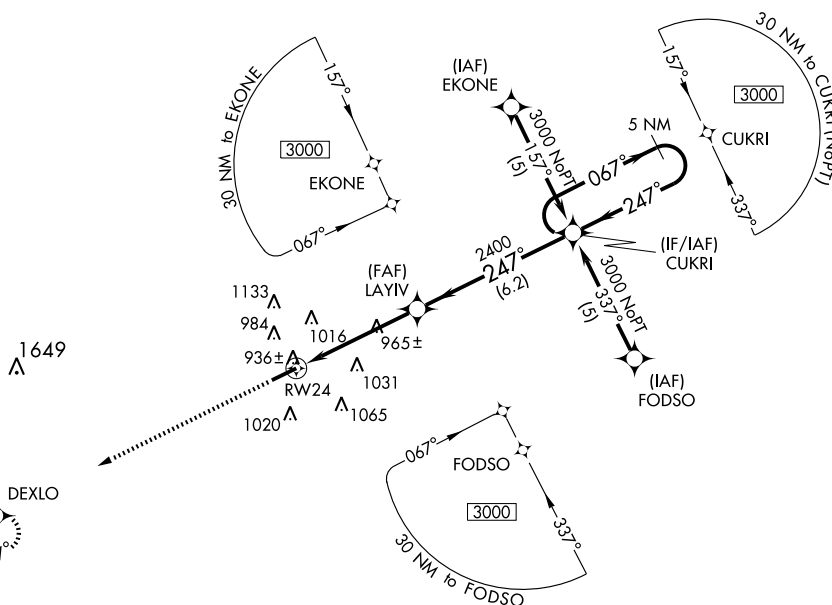 30 NM to EKONE
157°
3000
EKONE
067°
(IAF)
EKONE
3000 NoPT
157°
(5)
5 NM
067°
247°
30 NM to CUKRI (NoPT)
157°
3000
CUKRI
337°
(IF/IAF)
CUKRI
2400
247°
(6.2)
(FAF)
LAYIV
3000 NoPT
337°
(5)
(IAF)
FODSO
1133
984
1016
936±
965±
RW24
1031
1020
1065
1649
DEXLO
067°
FODSO
3000
337°
30 NM to FODSO